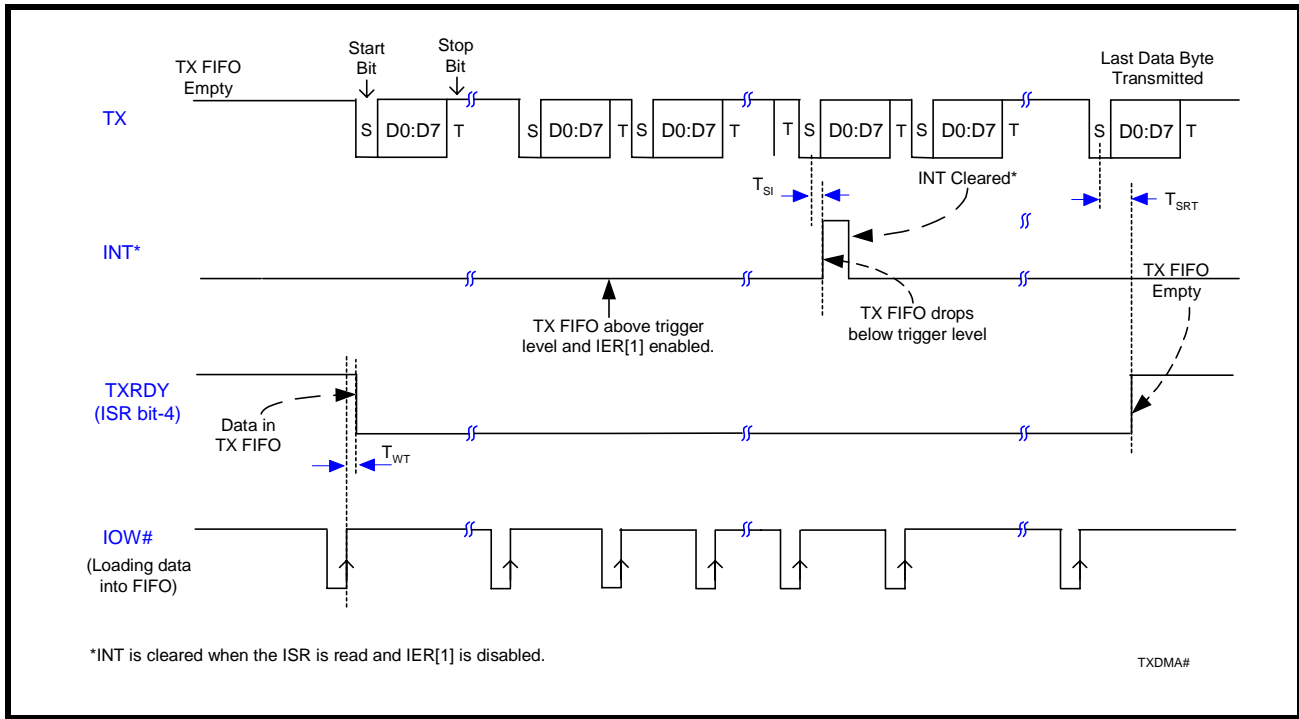 Start
Bit
Stop
Bit
TX FIFO
Empty
Last Data Byte
Transmitted
TX
S D0:D7 T S D0:D7 T S D0:D7 T T S D0:D7 T S D0:D7 T S D0:D7 T
TSI
INT Cleared*
TSRT
INT*
TX FIFO above trigger
level and IER[1] enabled.
TX FIFO drops
below trigger level
TX FIFO
Empty
TXRDY
(ISR bit-4)
Data in
TX FIFO
TWT
IOW#
(Loading data
into FIFO)
*INT is cleared when the ISR is read and IER[1] is disabled.
TXDMA#